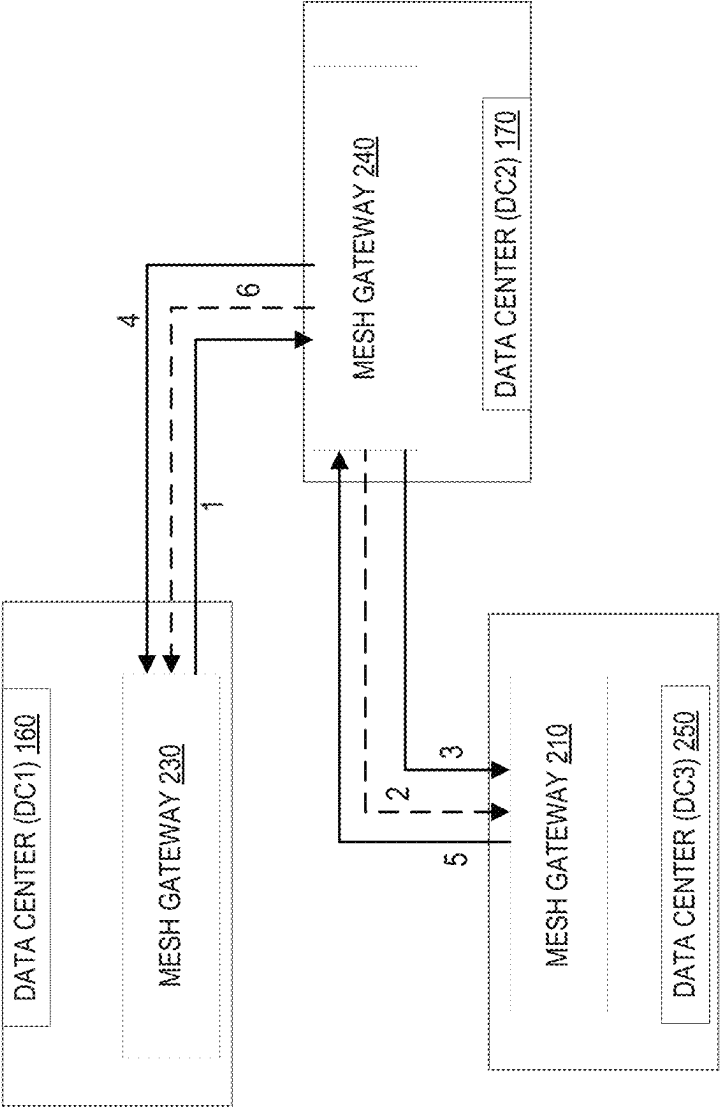 DATA CENTER (DC1) 160
MESH GATEWAY 230
4
6
1
MESH GATEWAY 240
DATA CENTER (DC2) 170
5
2
3
MESH GATEWAY 210
DATA CENTER (DC3) 250